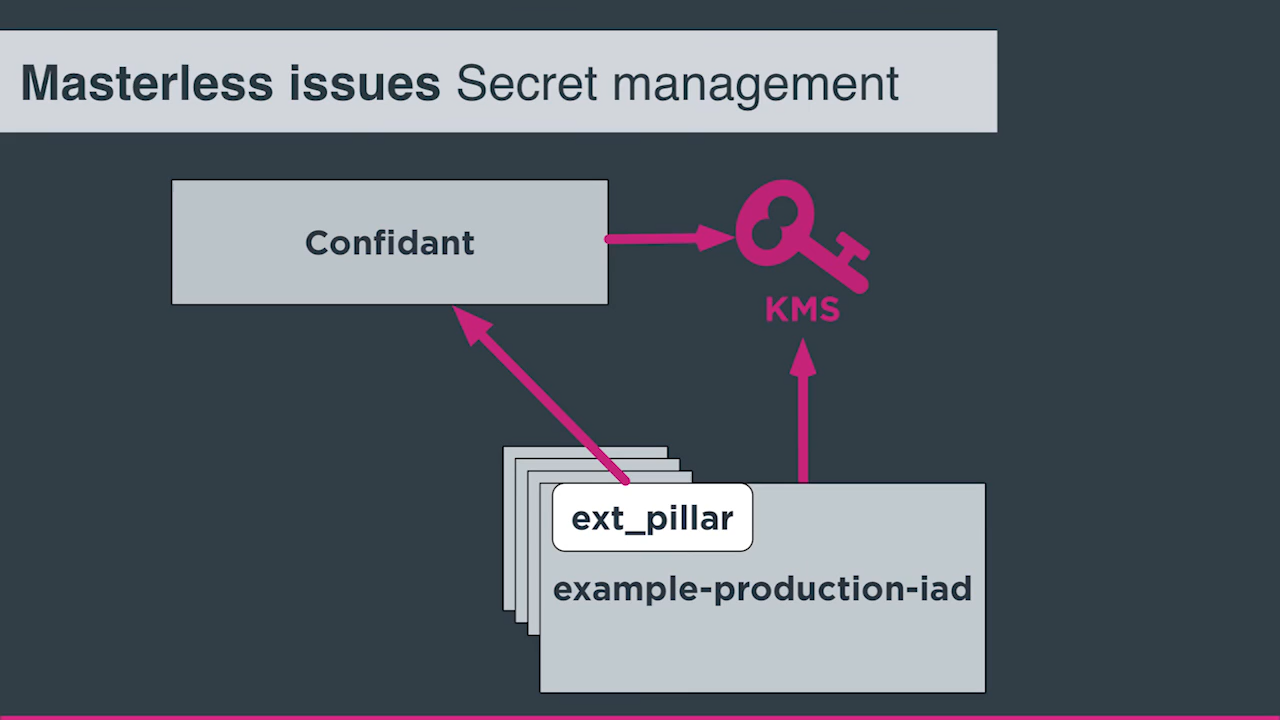 Masterless issues Secret management
Confidant
KMS
ext_pillar
example-production-iad